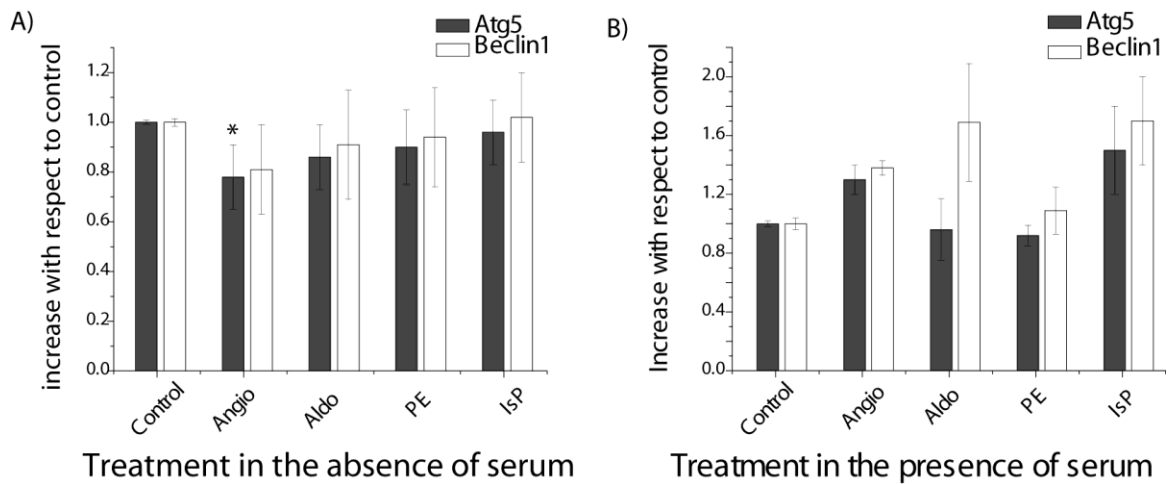 A)
Atg5
Beclin1
increase with respect to control
1.2
1.0
0.8
0.6
0.4
0.2
0.0
*
Control
Angio
Aldo
PE
IsP
Treatment in the absence of serum
B)
Atg5
Beclin1
Increase with respect to control
2.0
1.6
1.2
0.8
0.4
0.0
Control
Angio
Aldo
PE
IsP
Treatment in the presence of serum